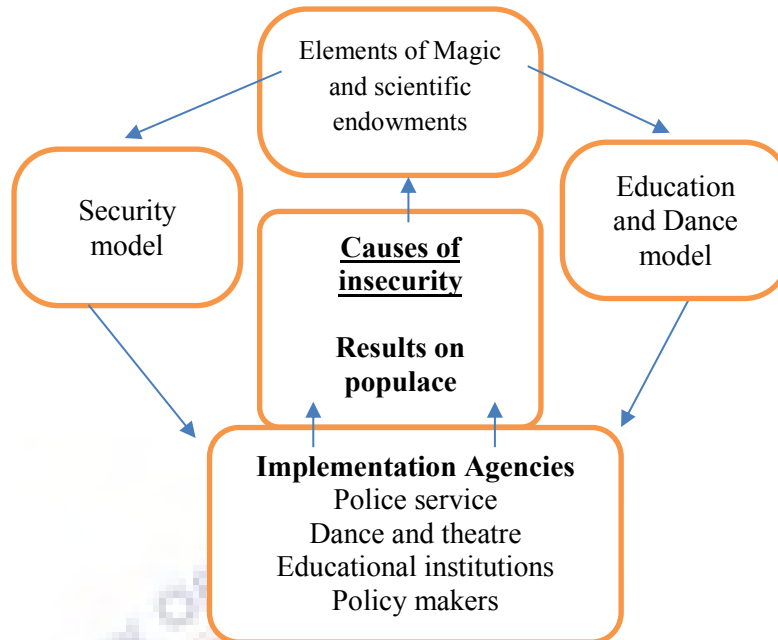 Elements of Magic
and scientific
endowments
Security
model
Education
and Dance
model
Causes of
insecurity
Results on
populace
Implementation Agencies
Police service
Dance and theatre
Educational institutions
Policy makers